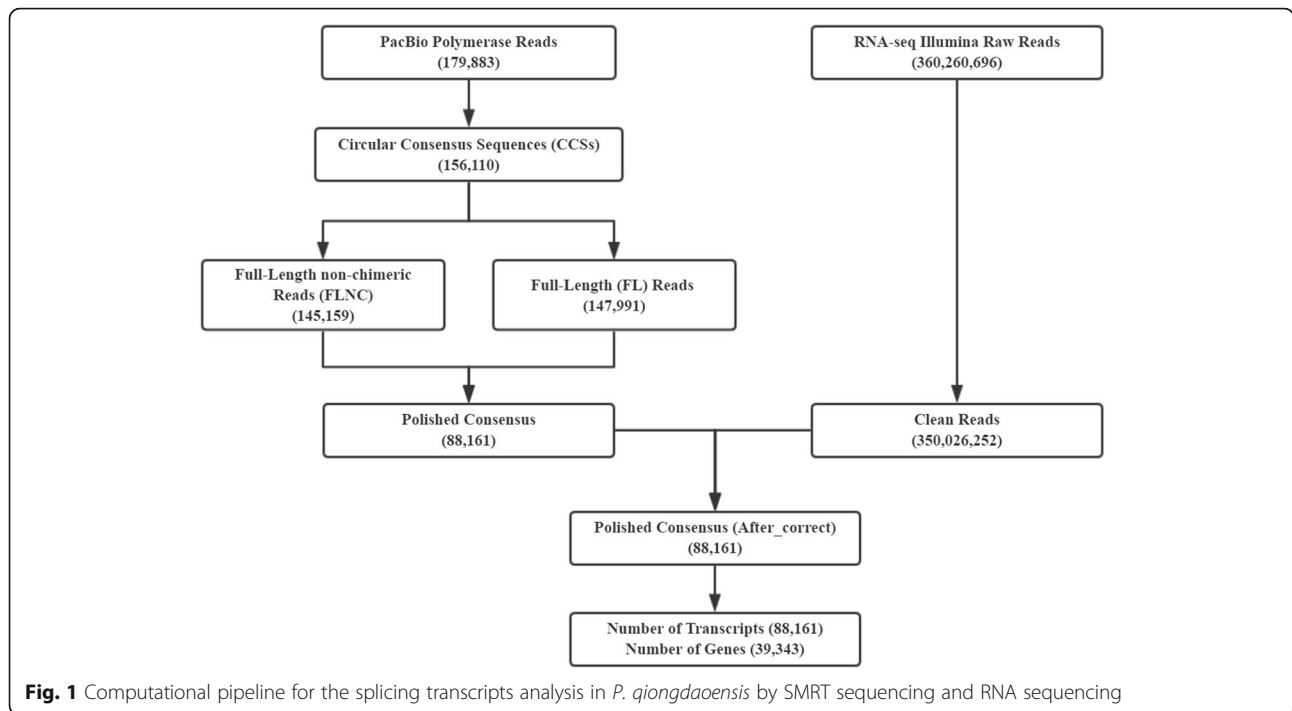 PacBio Polymerase Reads
(179,883)
RNA-seq Illumina Raw Reads
(360,260,696)
Circular Consensus Sequences (CCSs)
(156,110)
Full-Length non-chimeric
Reads (FLNC)
(145,159)
Full-Length (FL) Reads
(147,991)
Polished Consensus
(88,161)
Clean Reads
(350,026,252)
Polished Consensus (After_correct)
(88,161)
Number of Transcripts (88,161)
Number of Genes (39,343)
Fig. 1 Computational pipeline for the splicing transcripts analysis in P. qiongdaoensis by SMRT sequencing and RNA sequencing